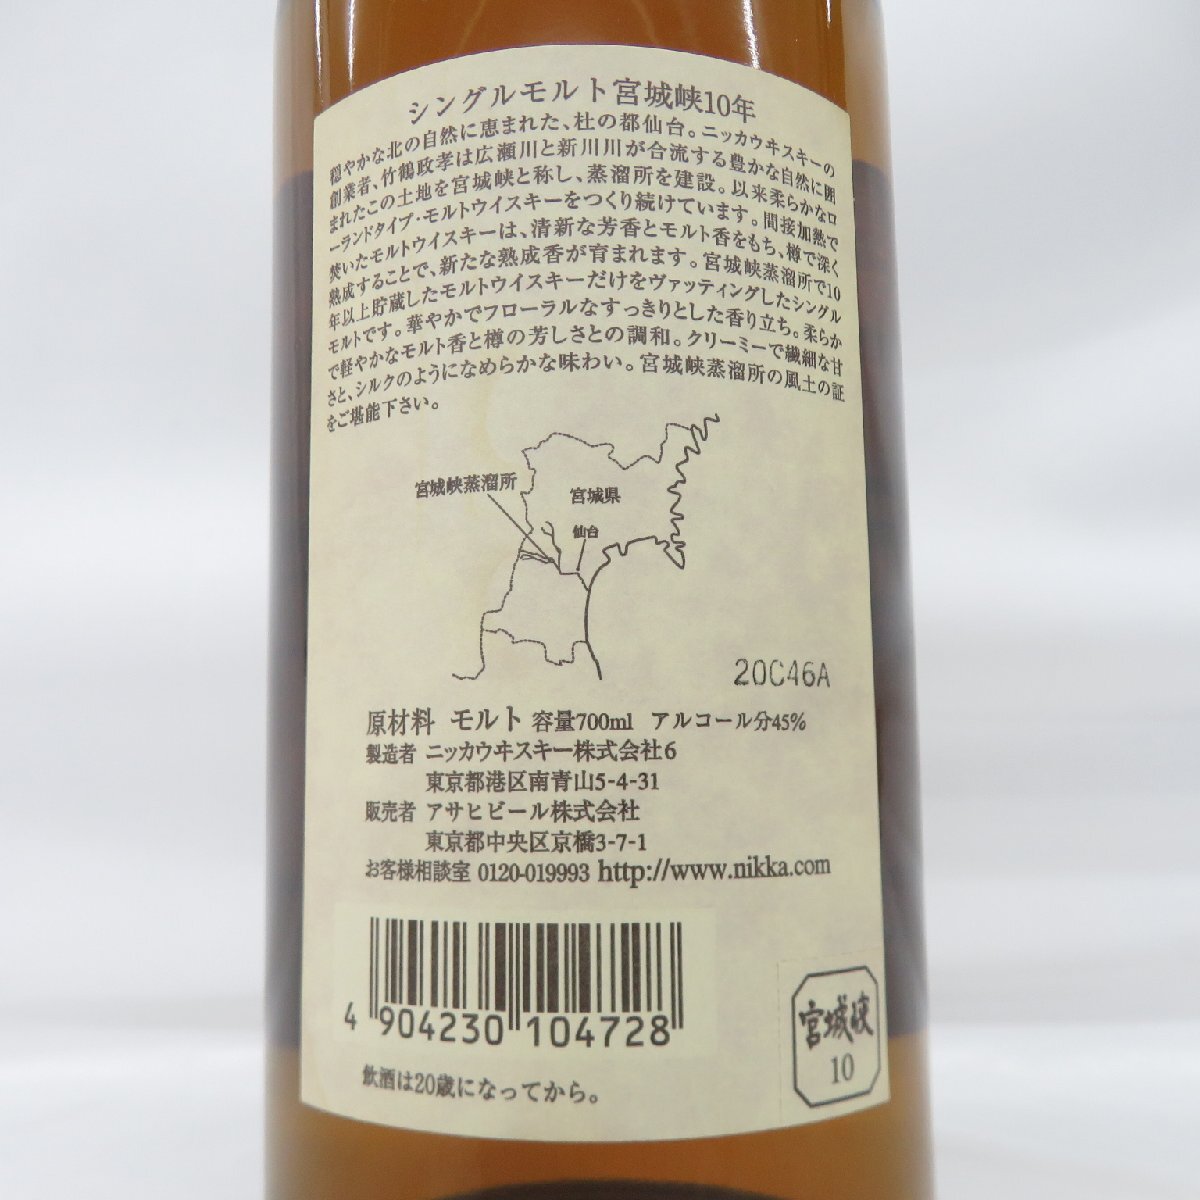 シングルモルト宮城峡10年
穏やかな北の自然に恵まれた、杜の都仙台。ニッカウヰスキーの
創業者、竹鶴政孝は広瀬川と新川川が合流する豊かな自然に囲
まれたこの土地を宮城峡と称し、蒸溜所を建設。以来柔らかなロ
ーランドタイプ・モルトウイスキーをつくり続けています。間接加熱で
焚いたモルトウイスキーは、清新な芳香とモルト香をもち、樽で深く
熟成することで、新たな熟成香が育まれます。宮城峡蒸溜所で10
年以上貯蔵したモルトウイスキーだけをヴァッティングしたシングル
モルトです。華やかでフローラルなすっきりとした香り立ち。柔らか
で軽やかなモルト香と樽の芳しさとの調和。クリーミーで繊細な甘
さと、シルクのようになめらかな味わい。宮城峡蒸溜所の風土の証
をご堪能下さい。
宮城峡蒸溜所
宮城県
仙台
20C46A
原材料 モルト 容量700ml アルコール分45%
製造者 ニッカウヰスキー株式会社6
東京都港区南青山5-4-31
販売者 アサヒビール株式会社
東京都中央区京橋3-7-1
お客様相談室 0120-019993 http://www.nikka.com
4 904230 104728
宮城峡
10
飲酒は20歳になってから。